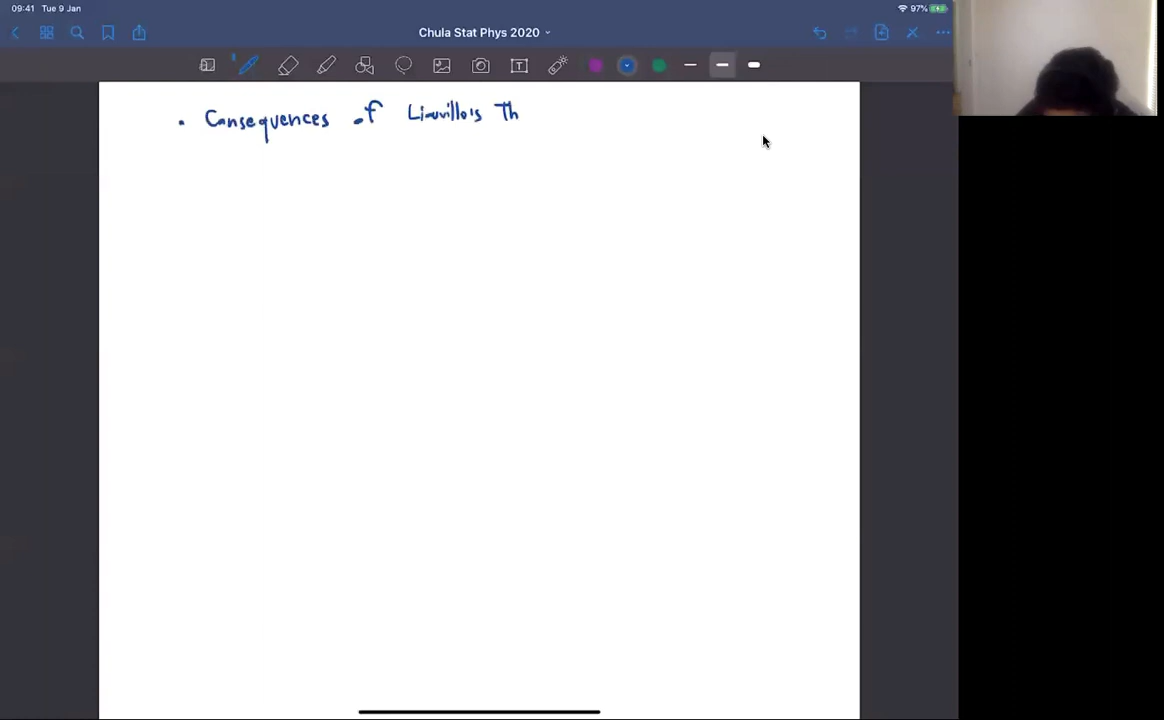 09:41 Tue 9 Jan 97%
Chula Stat Phys 2020
. Consequences of Liouville's Th